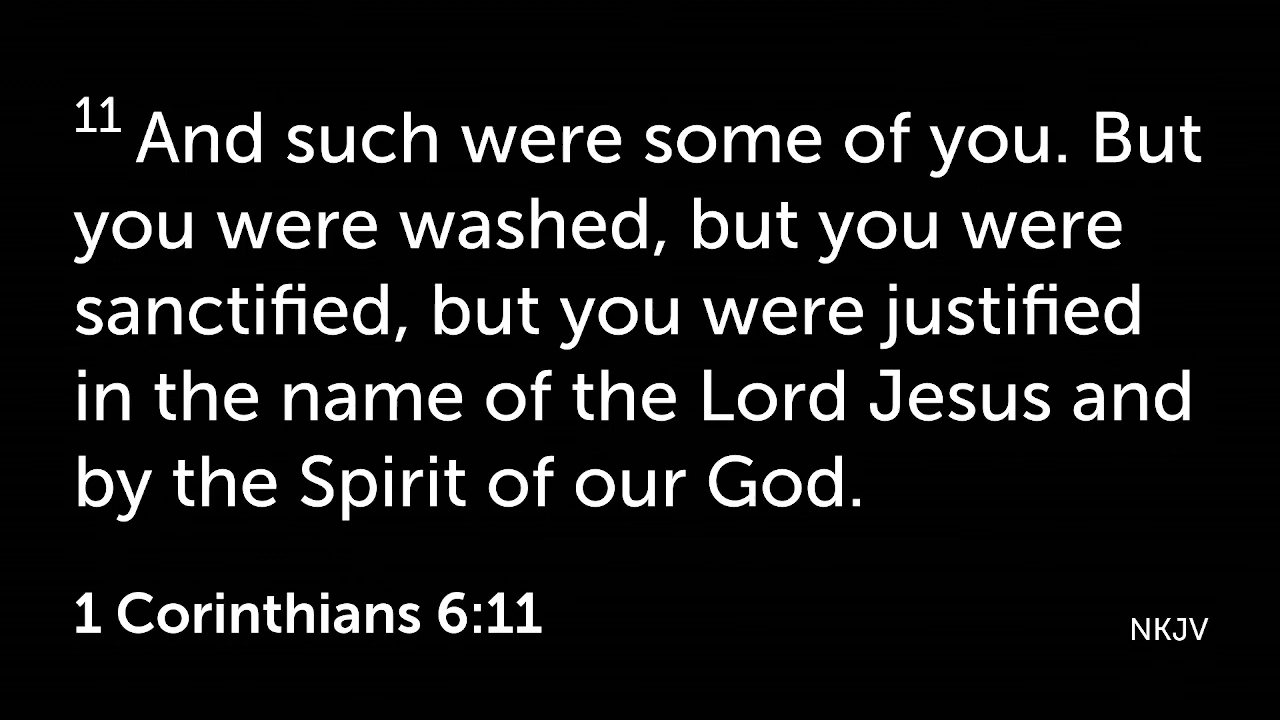 11 And such were some of you. But
you were washed, but you were
sanctified, but you were justified
in the name of the Lord Jesus and
by the Spirit of our God.
1 Corinthians 6:11
NKJV